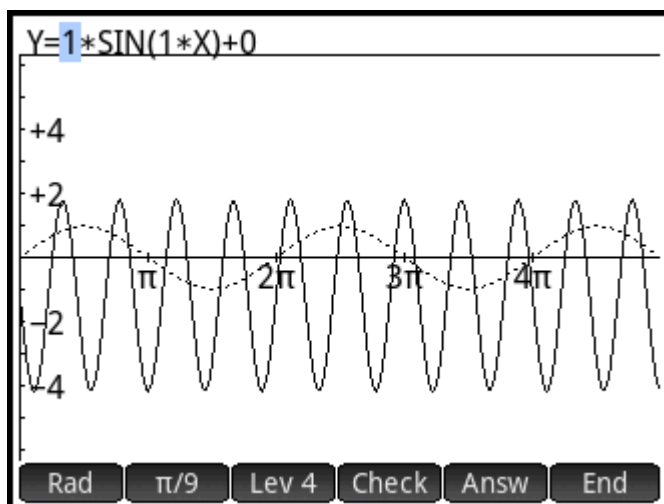 Y=1*SIN(1*X)+0
+4
+2
π 2π 3π 4π
-2
-4
Rad π/9 Lev 4 Check Answ End